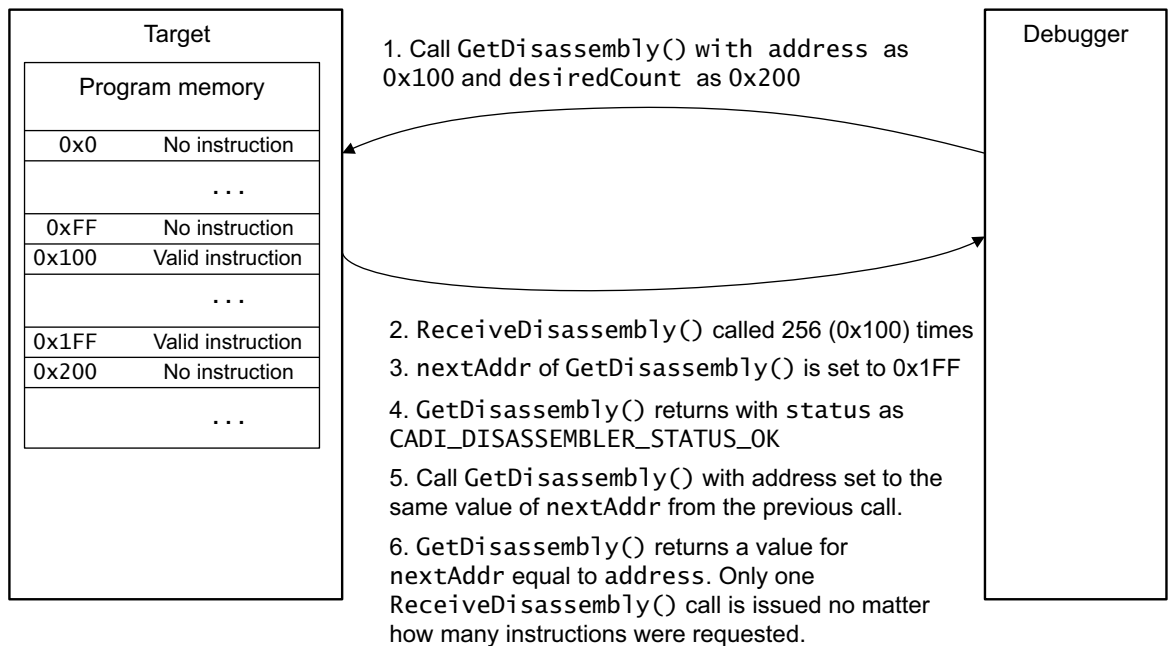 Target
Program memory
0x0 No instruction
...
0xFF No instruction
0x100 Valid instruction
...
0x1FF Valid instruction
0x200 No instruction
...
1. Call GetDisassembly() with address as
0x100 and desiredCount as 0x200
2. ReceiveDisassembly() called 256 (0x100) times
3. nextAddr of GetDisassembly() is set to 0x1FF
4. GetDisassembly() returns with status as
CADI_DISASSEMBLER_STATUS_OK
5. Call GetDisassembly() with address set to the
same value of nextAddr from the previous call.
6. GetDisassembly() returns a value for
nextAddr equal to address. Only one
ReceiveDisassembly() call is issued no matter
how many instructions were requested.
Debugger